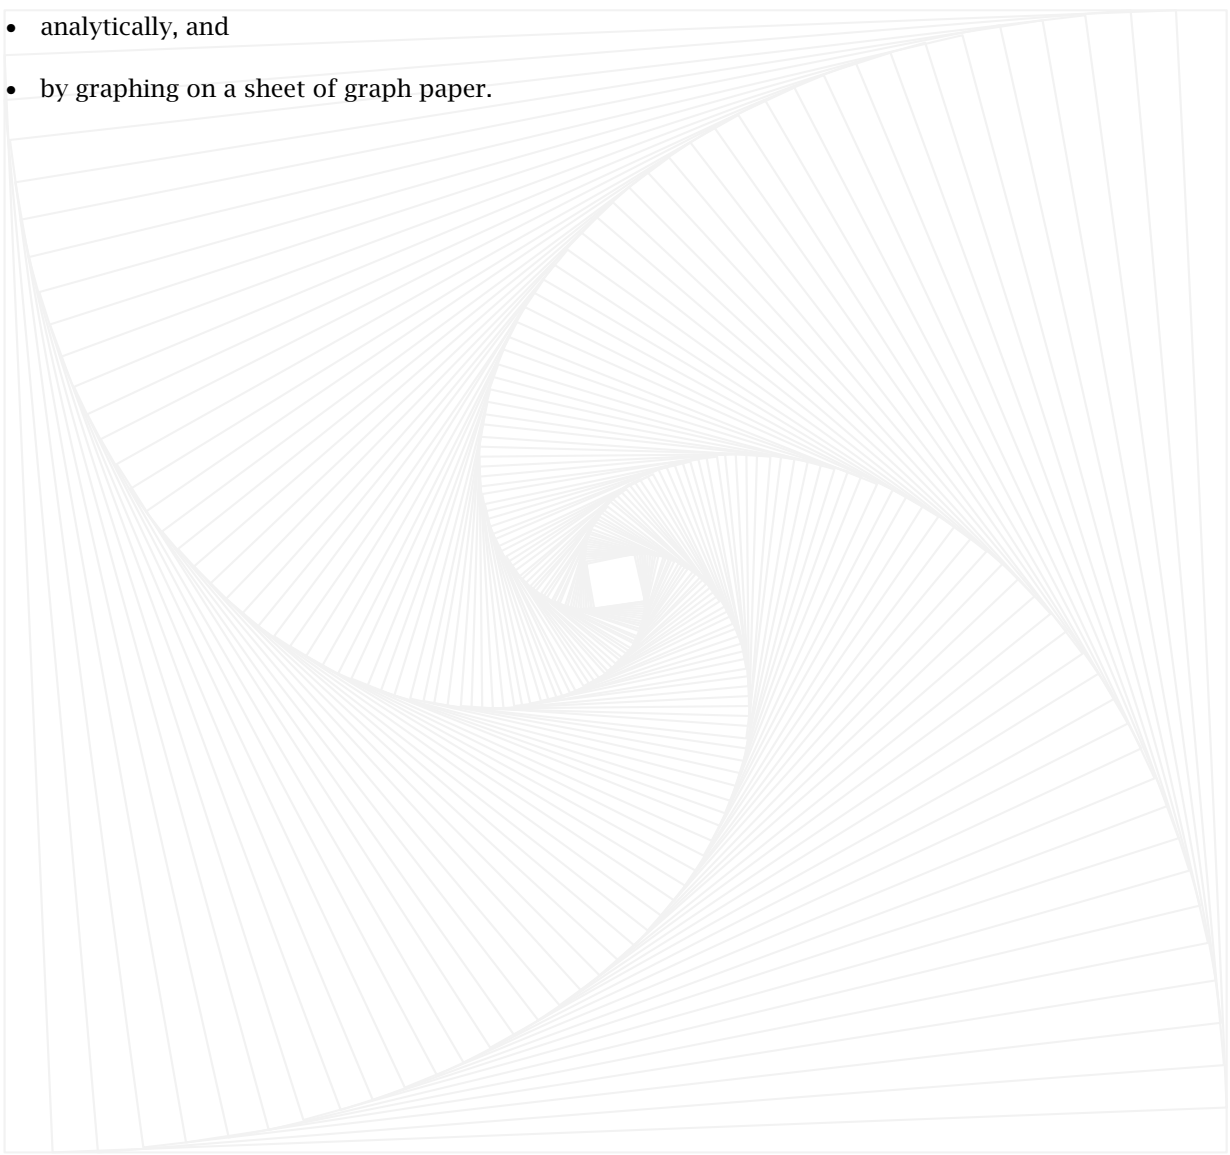 • analytically, and
• by graphing on a sheet of graph paper.